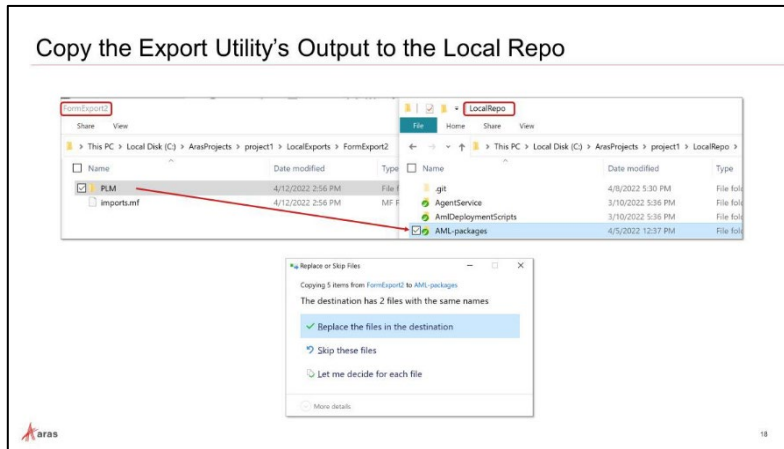 Copy the Export Utility's Output to the Local Repo
FormExport2
Share View
This PC > Local Disk (C:) > ArasProjects > project1 > LocalExports > FormExport2
Name Date modified Type
PLM 4/12/2022 2:56 PM File f
imports.mf 4/12/2022 2:56 PM MF F
LocalRepo
File Home Share View
This PC > Local Disk (C:) > ArasProjects > project1 > LocalRepo >
Name Date modified Type
.git 4/8/2022 5:30 PM File fold
AgentService 3/10/2022 5:36 PM File fold
AmlDeploymentScripts 3/10/2022 5:36 PM File fold
AML-packages 4/5/2022 12:37 PM File fold
Replace or Skip Files
Copying 5 items from FormExport2 to AML-packages
The destination has 2 files with the same names
Replace the files in the destination
Skip these files
Let me decide for each file
More details
aras
18